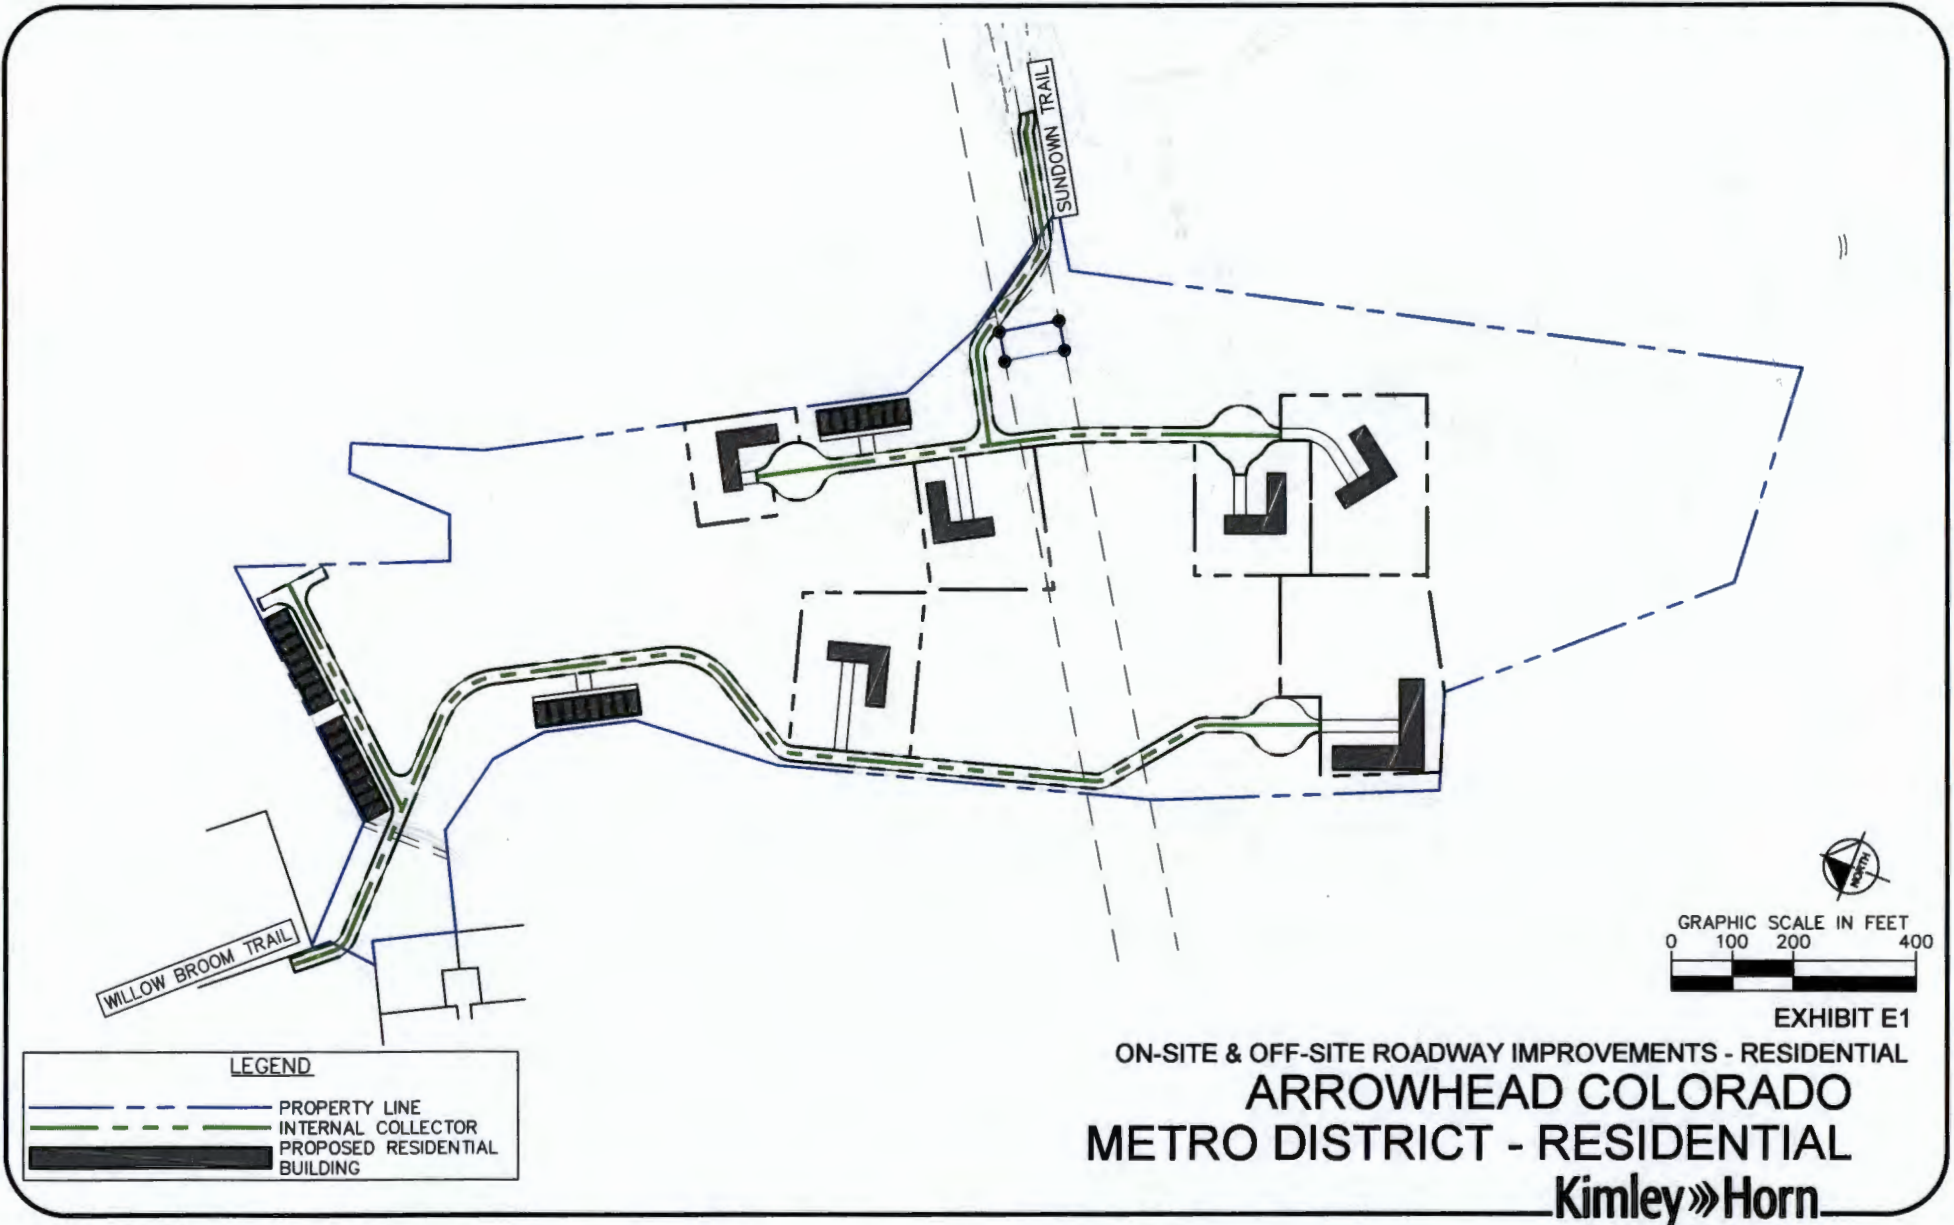 SUNDOWN TRAIL
WILLOW BROOM TRAIL
NORTH
GRAPHIC SCALE IN FEET
0 100 200 400
EXHIBIT E1
ON-SITE & OFF-SITE ROADWAY IMPROVEMENTS - RESIDENTIAL
ARROWHEAD COLORADO
METRO DISTRICT - RESIDENTIAL
Kimley»Horn
LEGEND
PROPERTY LINE
INTERNAL COLLECTOR
PROPOSED RESIDENTIAL
BUILDING